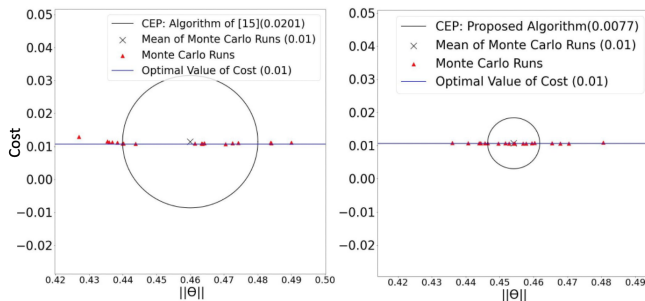 CEP: Algorithm of [15](0.0201)
Mean of Monte Carlo Runs (0.01)
Monte Carlo Runs
Optimal Value of Cost (0.01)
0.05
0.04
0.03
0.02
0.01
0.00
−0.01
−0.02
Cost
0.42 0.43 0.44 0.45 0.46 0.47 0.48 0.49 0.50
||Θ||
CEP: Proposed Algorithm(0.0077)
Mean of Monte Carlo Runs (0.01)
Monte Carlo Runs
Optimal Value of Cost (0.01)
0.05
0.04
0.03
0.02
0.01
0.00
−0.01
−0.02
0.42 0.43 0.44 0.45 0.46 0.47 0.48 0.49
||Θ||